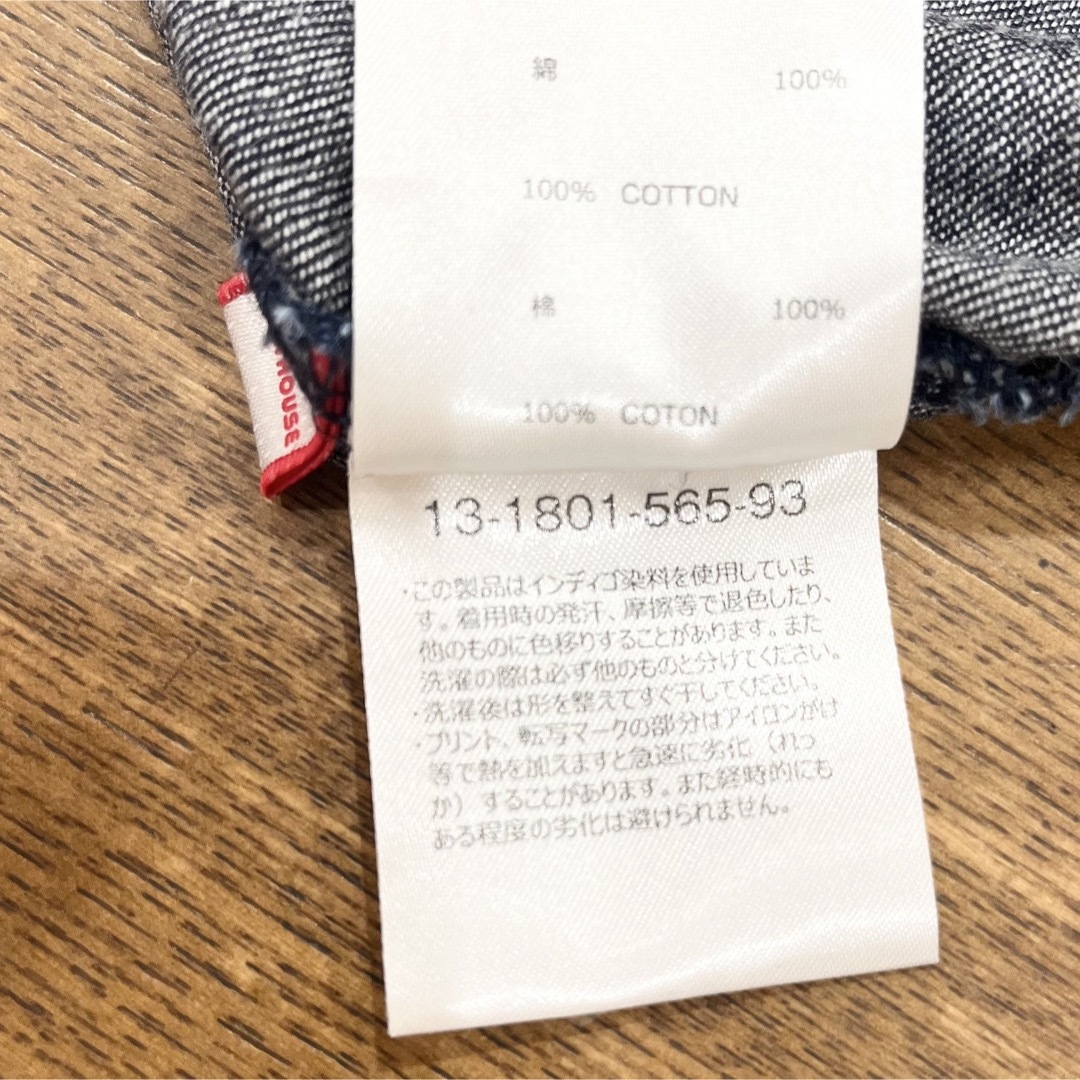 綿 100%
100% COTTON
棉 100%
100% COTON
13-1801-565-93
・この製品はインディゴ染料を使用していま
す。着用時の発汗、摩擦等で退色したり、
他のものに色移りすることがあります。また
洗濯の際は必ず他のものと分けてください。
・洗濯後は形を整えてすぐ干してください。
・プリント、転写マークの部分はアイロンがけ
等で熱を加えますと急速に劣化（れっ
か）することがあります。また経時的にも
ある程度の劣化は避けられません。
HOUSE